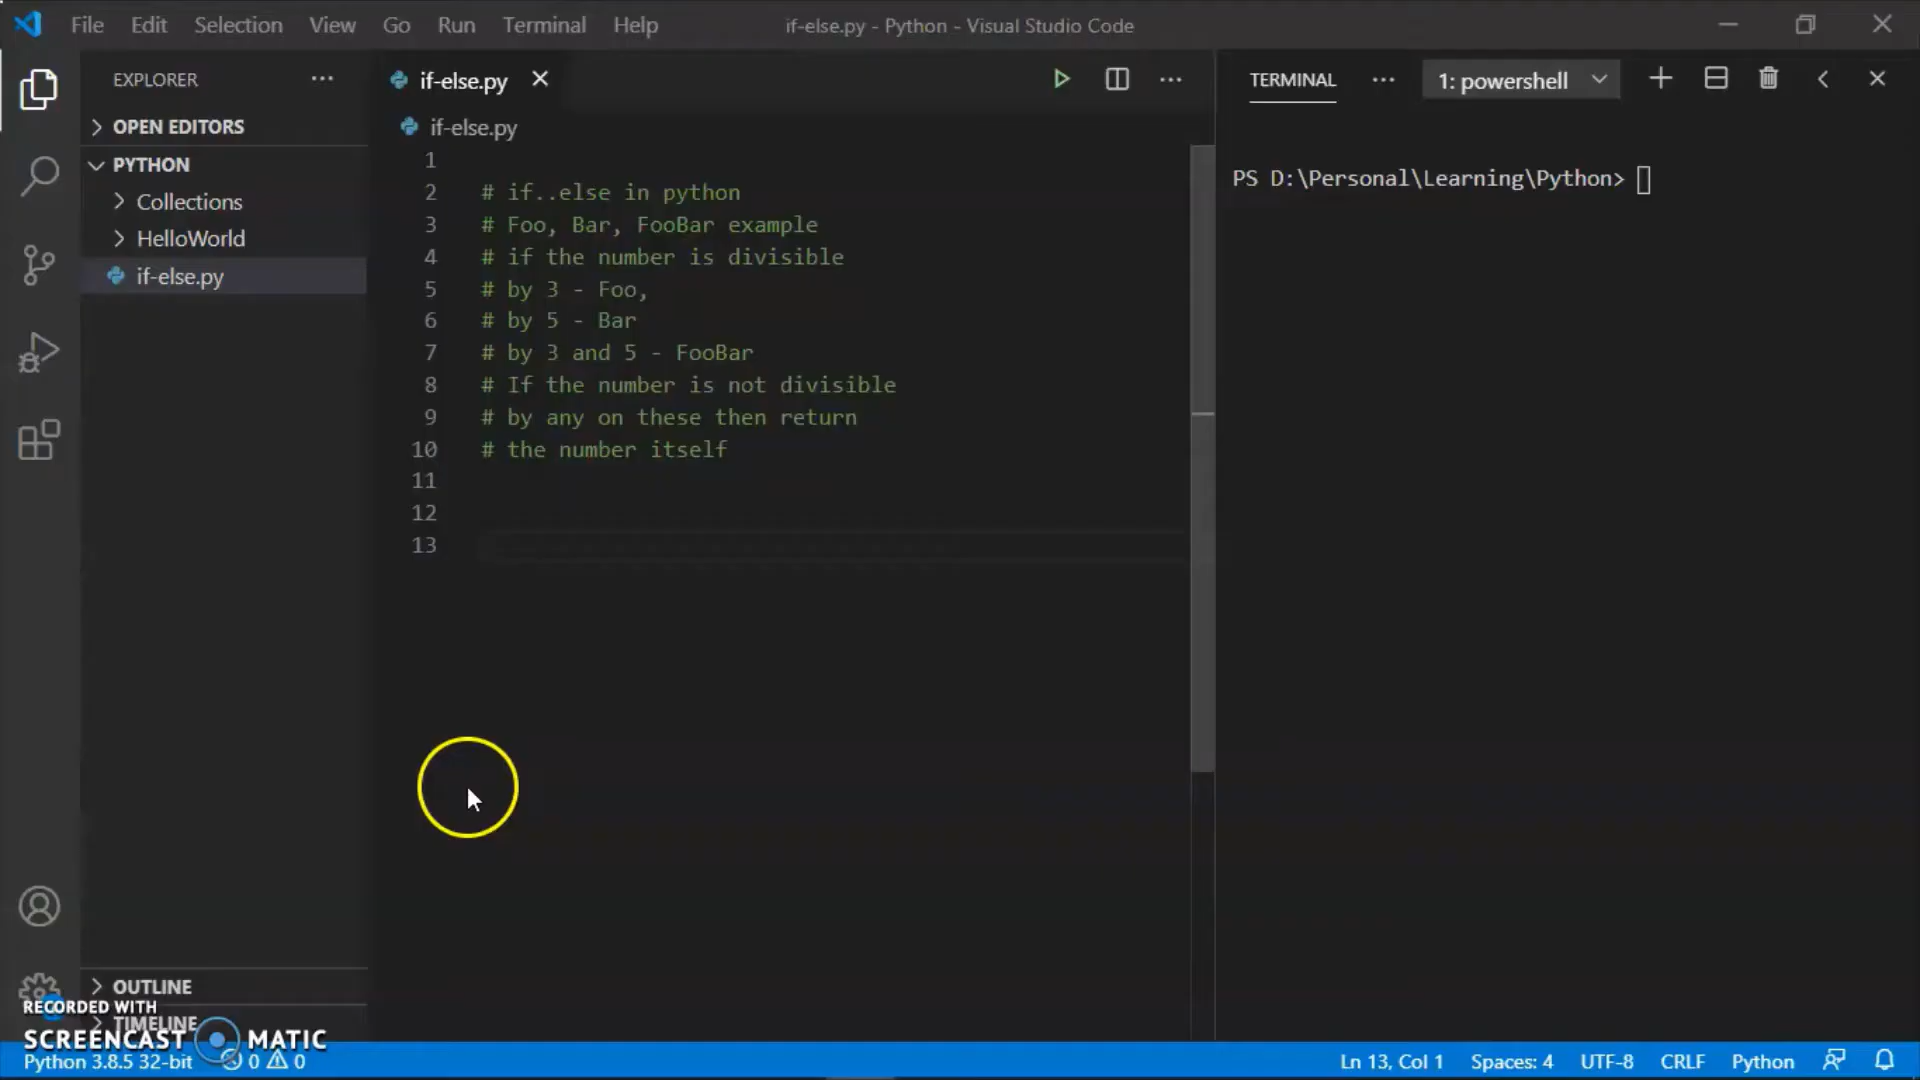 File Edit Selection View Go Run Terminal Help if-else.py - Python - Visual Studio Code
EXPLORER
OPEN EDITORS
PYTHON
Collections
HelloWorld
if-else.py
OUTLINE
TIMELINE
if-else.py
if-else.py
1
2 # if..else in python
3 # Foo, Bar, FooBar example
4 # if the number is divisible
5 # by 3 - Foo,
6 # by 5 - Bar
7 # by 3 and 5 - FooBar
8 # If the number is not divisible
9 # by any on these then return
10 # the number itself
11
12
13
TERMINAL 1: powershell
PS D:\Personal\Learning\Python>
RECORDED WITH
SCREENCAST MATIC
Python 3.8.5 32-bit 0 0 Ln 13, Col 1 Spaces: 4 UTF-8 CRLF Python